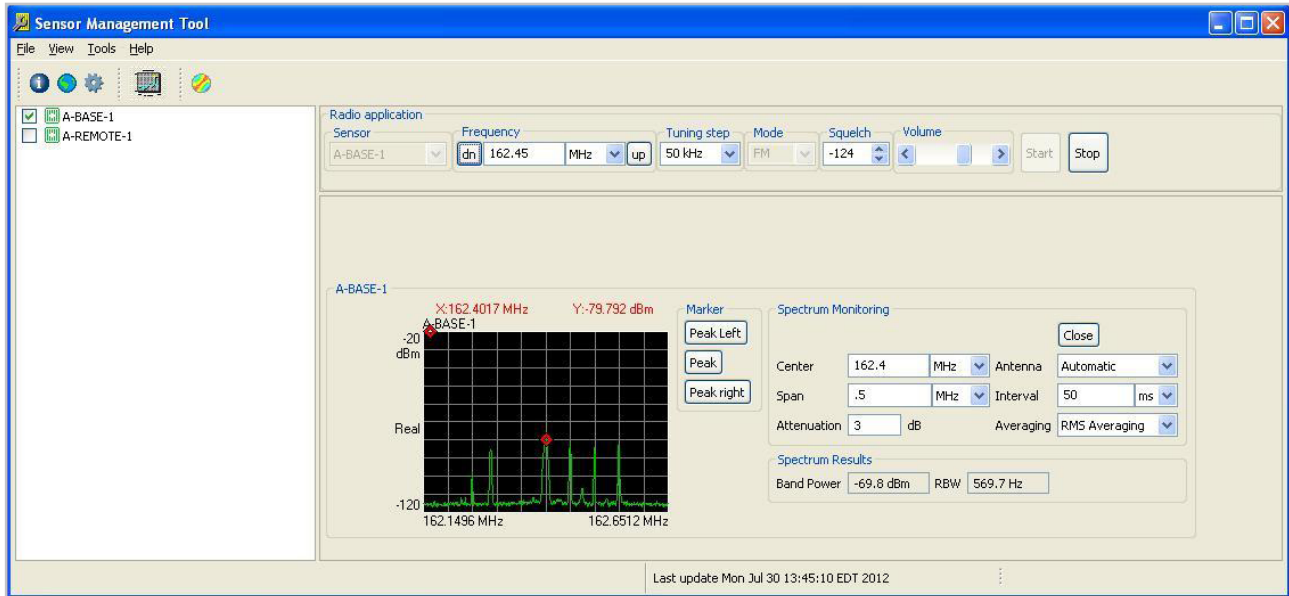 Sensor Management Tool
File View Tools Help
A-BASE-1
A-REMOTE-1
Radio application
Sensor Frequency Tuning step Mode Squelch Volume
A-BASE-1 dn 162.45 MHz up 50 kHz FM -124 Start Stop
A-BASE-1
X:162.4017 MHz Y:-79.792 dBm
A-BASE-1
-20
dBm
Real
-120
162.1496 MHz 162.6512 MHz
Marker
Peak Left
Peak
Peak right
Spectrum Monitoring
Close
Center 162.4 MHz Antenna Automatic
Span .5 MHz Interval 50 ms
Attenuation 3 dB Averaging RMS Averaging
Spectrum Results
Band Power -69.8 dBm RBW 569.7 Hz
Last update Mon Jul 30 13:45:10 EDT 2012